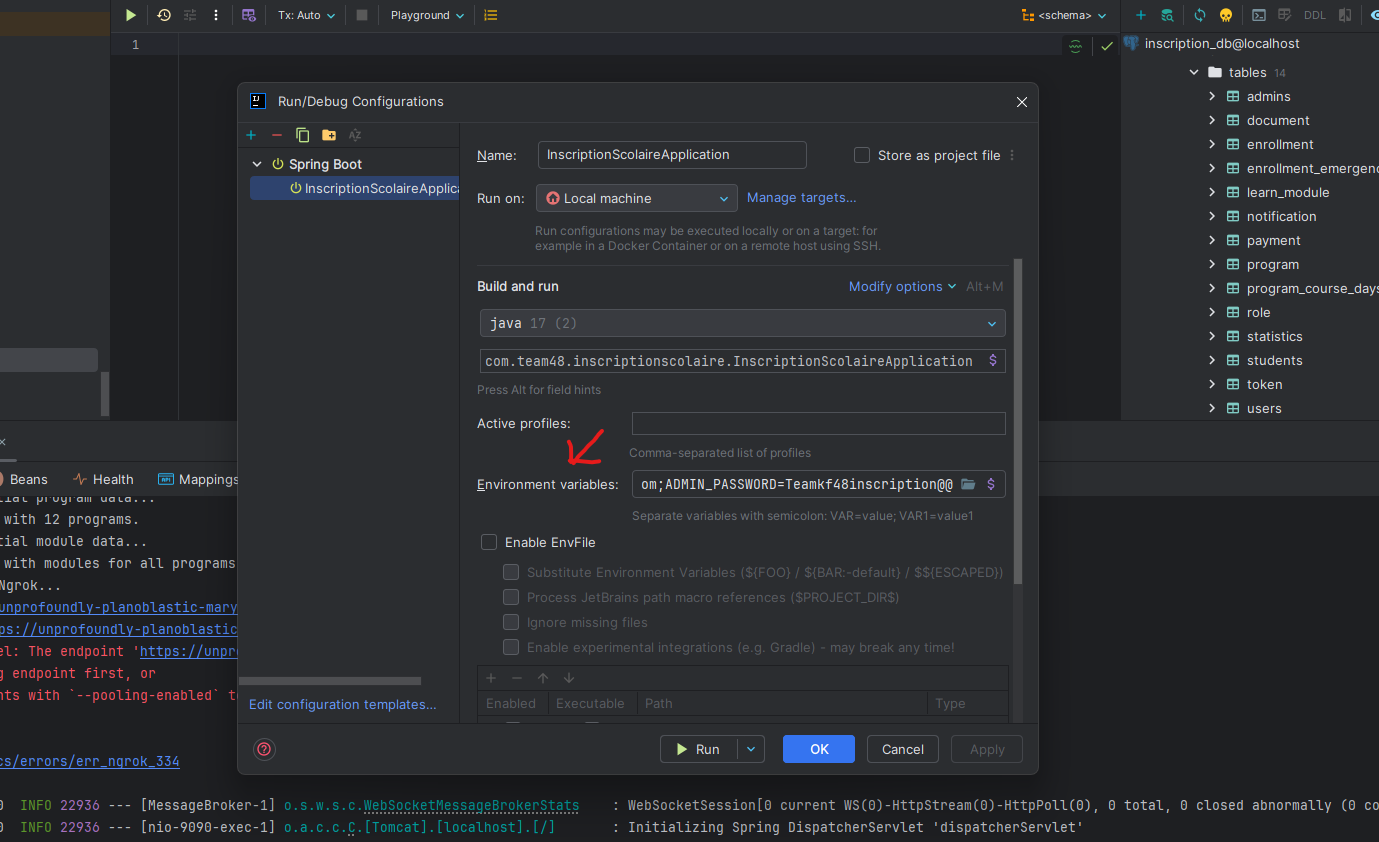 Tx: Auto
Playground
<schema>
DDL
1
inscription_db@localhost
tables 14
admins
document
enrollment
enrollment_emergenc
learn_module
notification
payment
program
program_course_days
role
statistics
students
token
users
Run/Debug Configurations
Spring Boot
InscriptionScolaireApplica
Edit configuration templates...
Name:
InscriptionScolaireApplication
Store as project file
Run on:
Local machine
Manage targets...
Run configurations may be executed locally or on a target: for
example in a Docker Container or on a remote host using SSH.
Build and run
Modify options
Alt+M
java 17 (2)
com.team48.inscriptionscolaire.InscriptionScolaireApplication
Press Alt for field hints
Active profiles:
Comma-separated list of profiles
Environment variables:
om;ADMIN_PASSWORD=Teamkf48inscription@@
Separate variables with semicolon: VAR=value; VAR1=value1
Enable EnvFile
Substitute Environment Variables (${FOO} / ${BAR:-default} / $${ESCAPED})
Process JetBrains path macro references ($PROJECT_DIR$)
Ignore missing files
Enable experimental integrations (e.g. Gradle) - may break any time!
Enabled
Executable
Path
Type
Run
OK
Cancel
Apply
Beans
Health
Mappings
tial program data...
with 12 programs.
tial module data...
with modules for all programs
Ngrok...
unprofoundly-planoblastic-mary
ps://unprofoundly-planoblastic
el: The endpoint 'https://unpr
g endpoint first, or
nts with `--pooling-enabled` t
cs/errors/err_ngrok_334
0 INFO 22936 --- [MessageBroker-1] o.s.w.s.c.WebSocketMessageBrokerStats : WebSocketSession[0 current WS(0)-HttpStream(0)-HttpPoll(0), 0 total, 0 closed abnormally (0 co
0 INFO 22936 --- [nio-9090-exec-1] o.a.c.c.C.[Tomcat].[localhost].[/] : Initializing Spring DispatcherServlet 'dispatcherServlet'